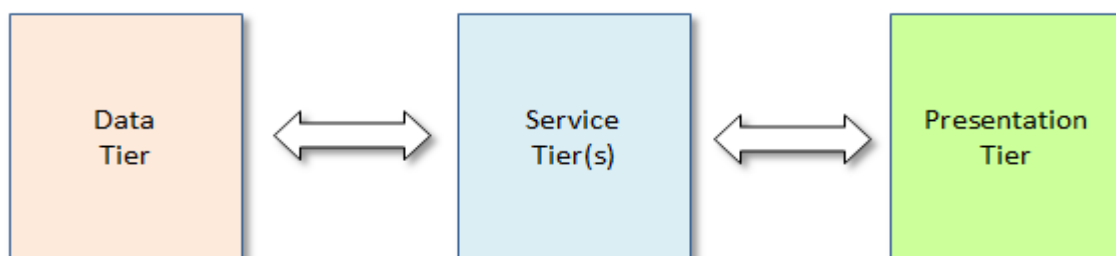 Data
Tier
Service
Tier(s)
Presentation
Tier